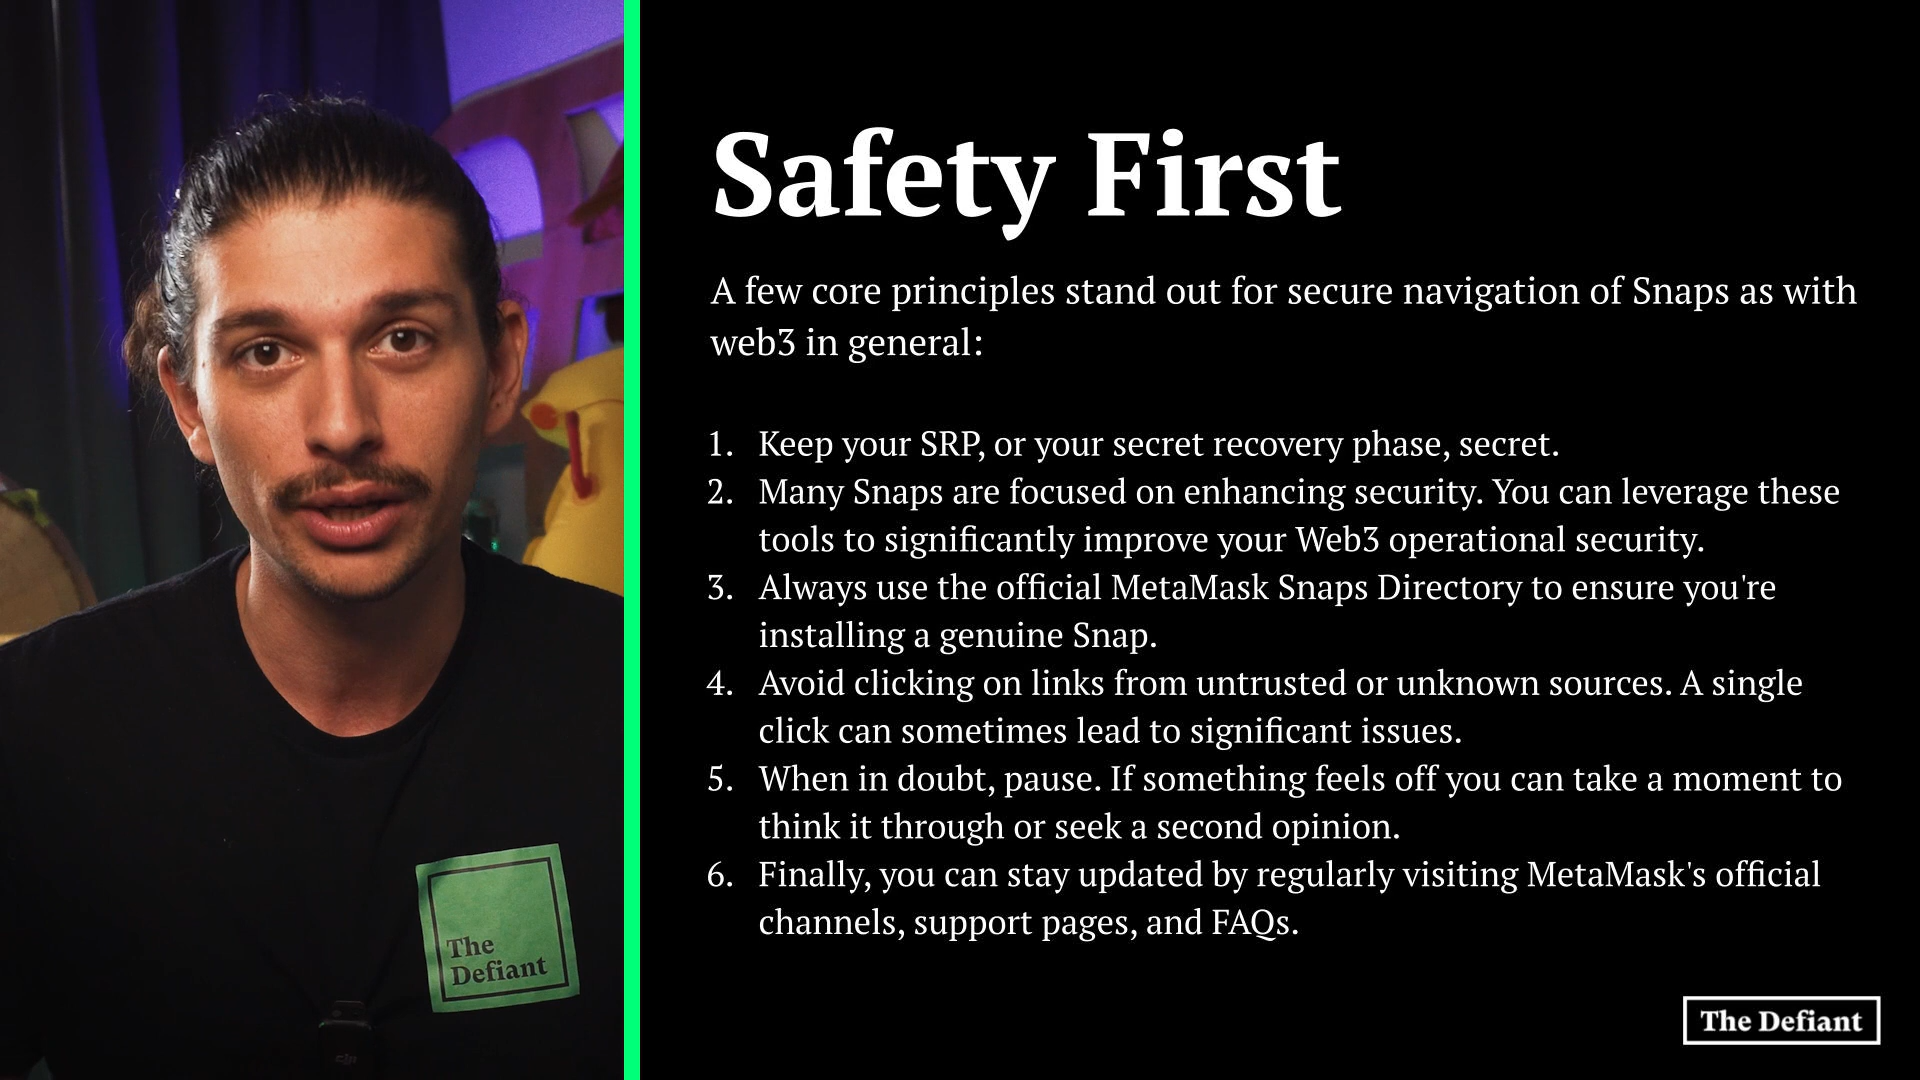 Safety First
A few core principles stand out for secure navigation of Snaps as with
web3 in general:
1. Keep your SRP, or your secret recovery phase, secret.
2. Many Snaps are focused on enhancing security. You can leverage these
tools to significantly improve your Web3 operational security.
3. Always use the official MetaMask Snaps Directory to ensure you're
installing a genuine Snap.
4. Avoid clicking on links from untrusted or unknown sources. A single
click can sometimes lead to significant issues.
5. When in doubt, pause. If something feels off you can take a moment to
think it through or seek a second opinion.
6. Finally, you can stay updated by regularly visiting MetaMask's official
channels, support pages, and FAQs.
The
Defiant
dji
The Defiant